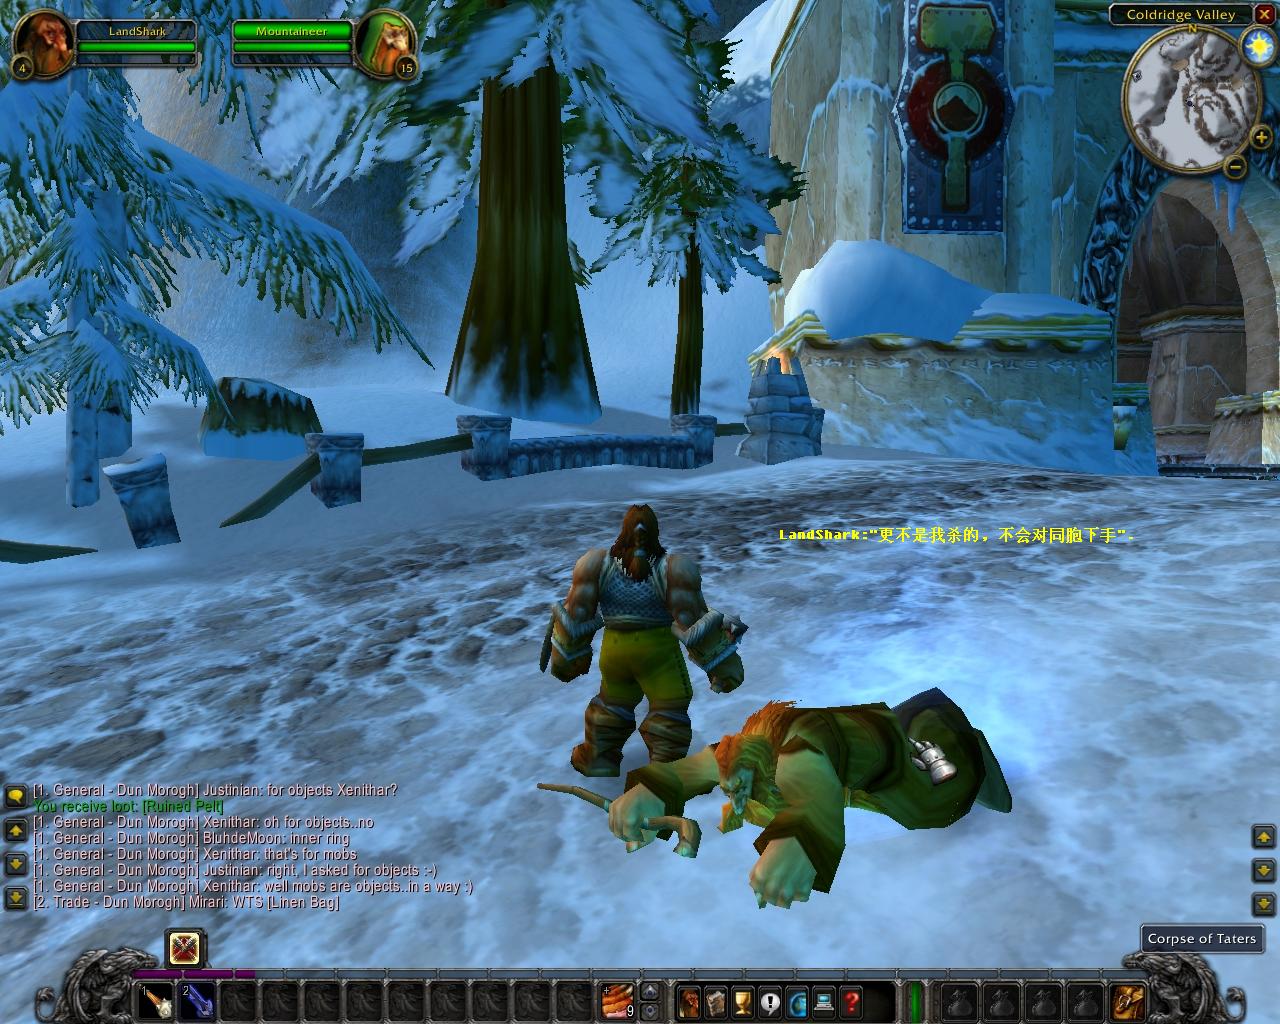 LandShark
4
Mountaineer
15
Coldridge Valley
N
LandShark:"更不是我杀的，不会对同胞下手".
[1. General - Dun Morogh] Justinian: for objects Xenithar?
You receive loot: [Ruined Pelt]
[1. General - Dun Morogh] Xenithar: oh for objects..no
[1. General - Dun Morogh] BluhdeMoon: inner ring
[1. General - Dun Morogh] Xenithar: that's for mobs
[1. General - Dun Morogh] Justinian: right, I asked for objects :-)
[1. General - Dun Morogh] Xenithar: well mobs are objects..in a way :)
[2. Trade - Dun Morogh] Mirari: WTS [Linen Bag]
Corpse of Taters
1
2
9